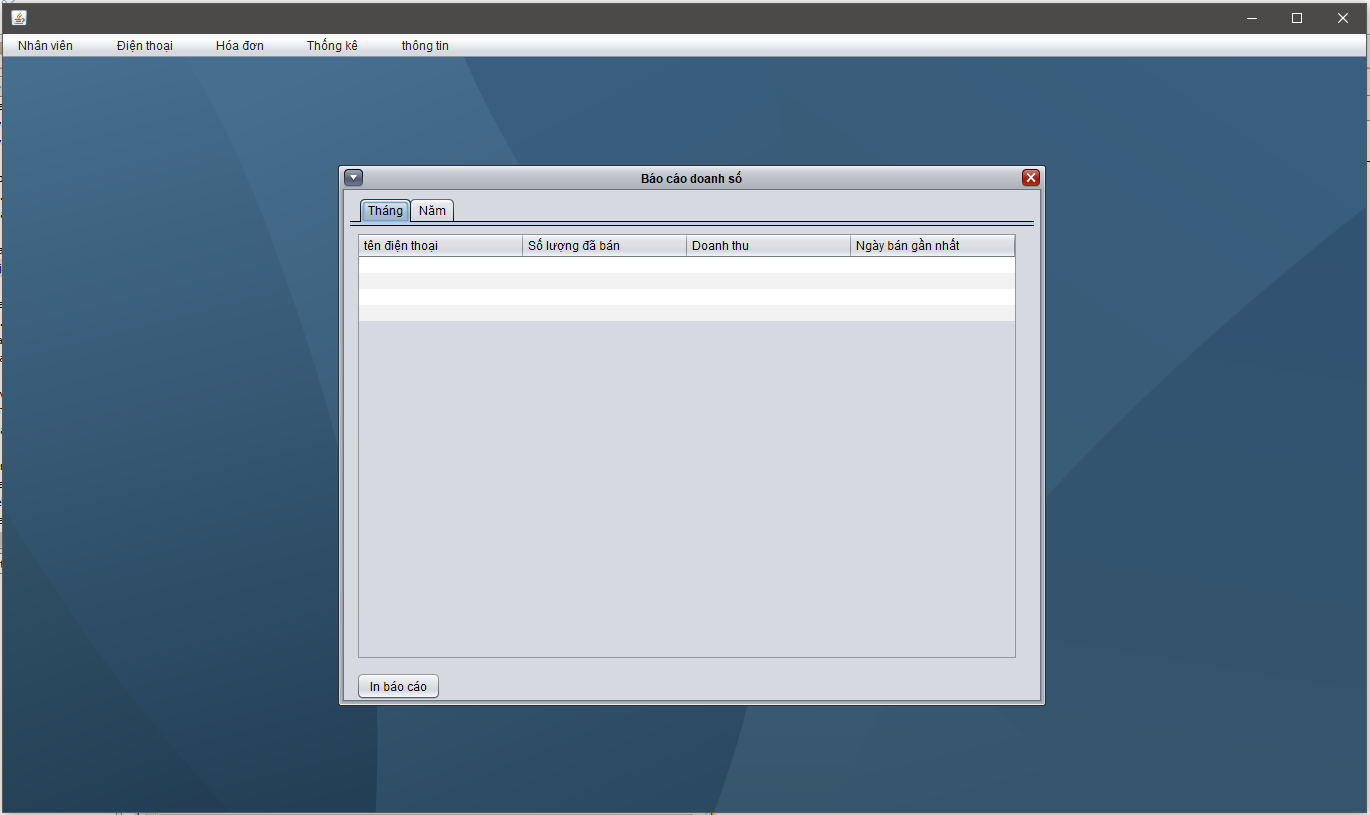 Nhân viên Điện thoại Hóa đơn Thống kê thông tin
Báo cáo doanh số
Tháng Năm
tên điện thoại Số lượng đã bán Doanh thu Ngày bán gần nhất
In báo cáo